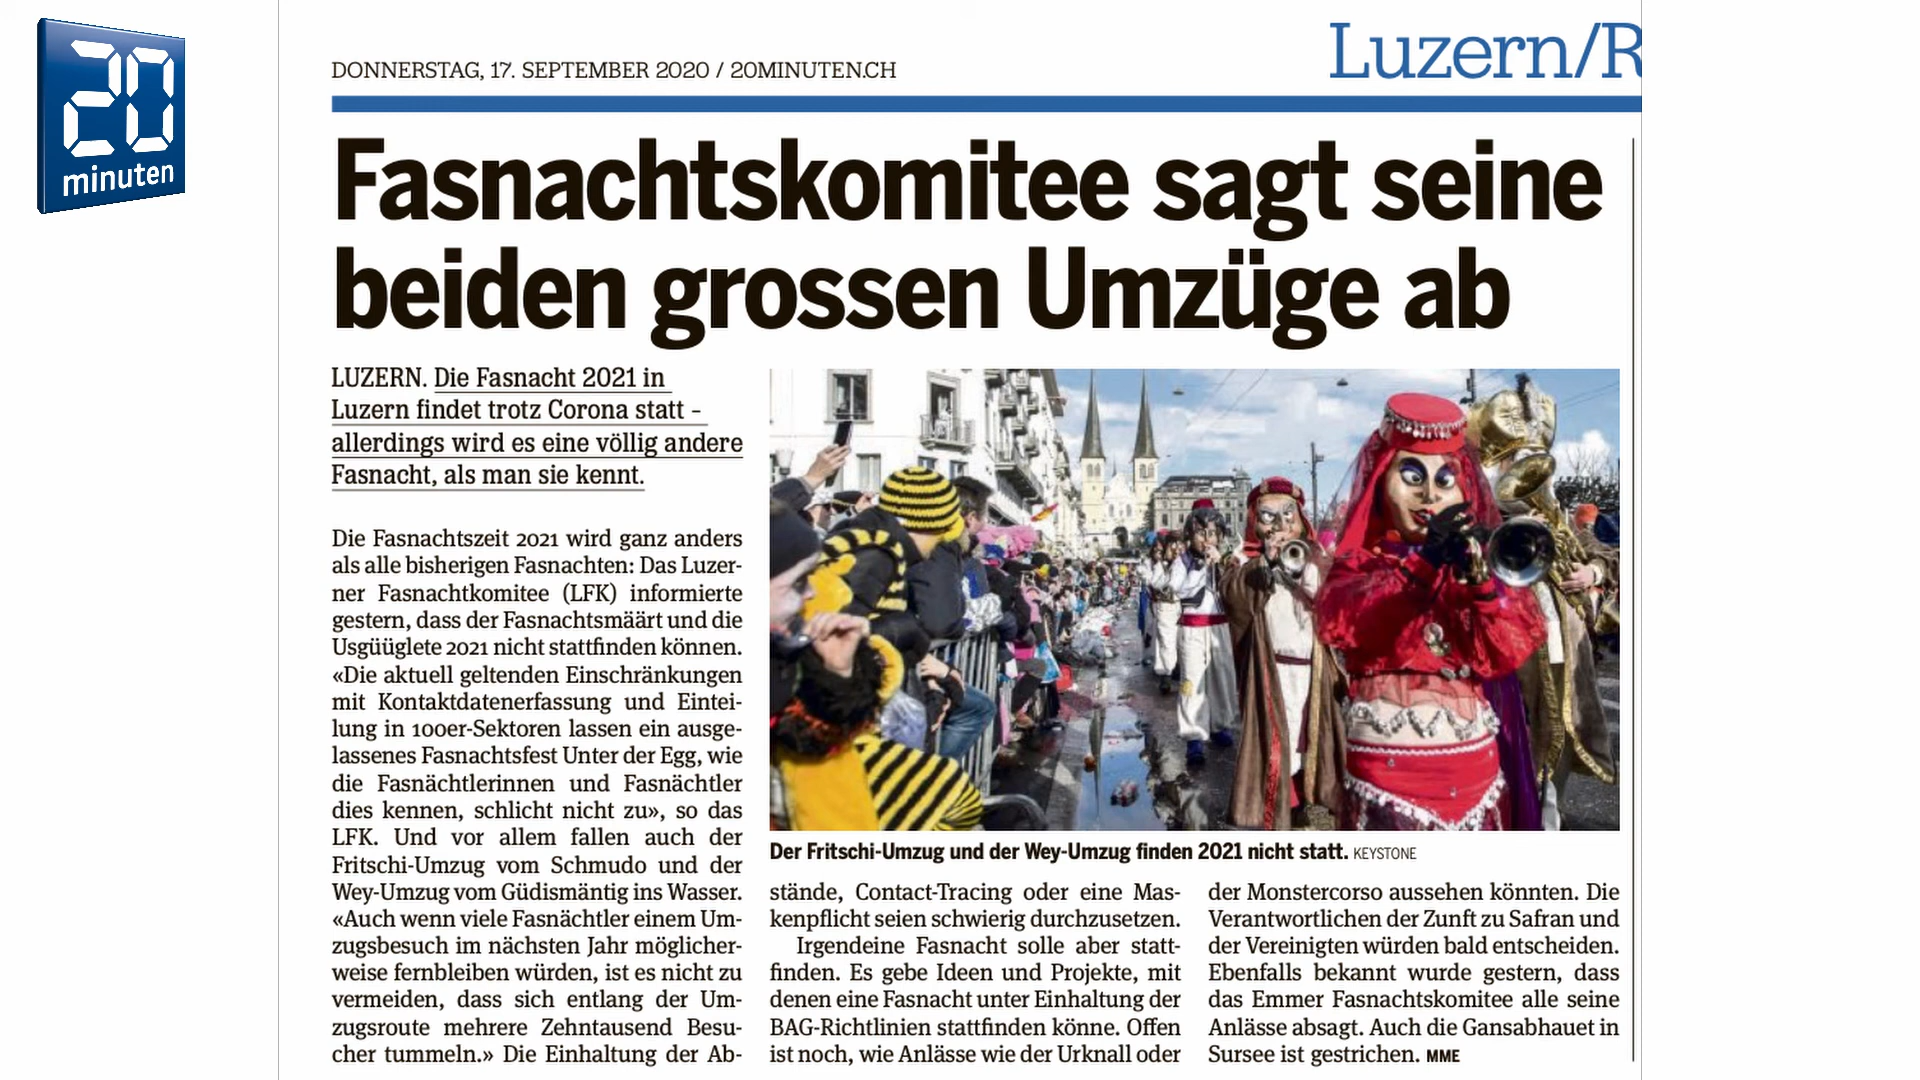 20
minuten
DONNERSTAG, 17. SEPTEMBER 2020 / 20MINUTEN.CH
Luzern/R
Fasnachtskomitee sagt seine
beiden grossen Umzüge ab
LUZERN. Die Fasnacht 2021 in
Luzern findet trotz Corona statt –
allerdings wird es eine völlig andere
Fasnacht, als man sie kennt.
Die Fasnachtszeit 2021 wird ganz anders
als alle bisherigen Fasnachten: Das Luzer-
ner Fasnachtkomitee (LFK) informierte
gestern, dass der Fasnachtsmäärt und die
Usgüüglete 2021 nicht stattfinden können.
«Die aktuell geltenden Einschränkungen
mit Kontaktdatenerfassung und Eintei-
lung in 100er-Sektoren lassen ein ausge-
lassenes Fasnachtsfest Unter der Egg, wie
die Fasnächtlerinnen und Fasnächtler
dies kennen, schlicht nicht zu», so das
LFK. Und vor allem fallen auch der
Fritschi-Umzug vom Schmudo und der
Wey-Umzug vom Güdismäntig ins Wasser.
«Auch wenn viele Fasnächtler einem Um-
zugsbesuch im nächsten Jahr möglicher-
weise fernbleiben würden, ist es nicht zu
vermeiden, dass sich entlang der Um-
zugsroute mehrere Zehntausend Besu-
cher tummeln.» Die Einhaltung der Ab-
Der Fritschi-Umzug und der Wey-Umzug finden 2021 nicht statt. KEYSTONE
stände, Contact-Tracing oder eine Mas-
kenpflicht seien schwierig durchzusetzen.
Irgendeine Fasnacht solle aber statt-
finden. Es gebe Ideen und Projekte, mit
denen eine Fasnacht unter Einhaltung der
BAG-Richtlinien stattfinden könne. Offen
ist noch, wie Anlässe wie der Urknall oder
der Monstercorso aussehen könnten. Die
Verantwortlichen der Zunft zu Safran und
der Vereinigten würden bald entscheiden.
Ebenfalls bekannt wurde gestern, dass
das Emmer Fasnachtskomitee alle seine
Anlässe absagt. Auch die Gansabhauet in
Sursee ist gestrichen. MME